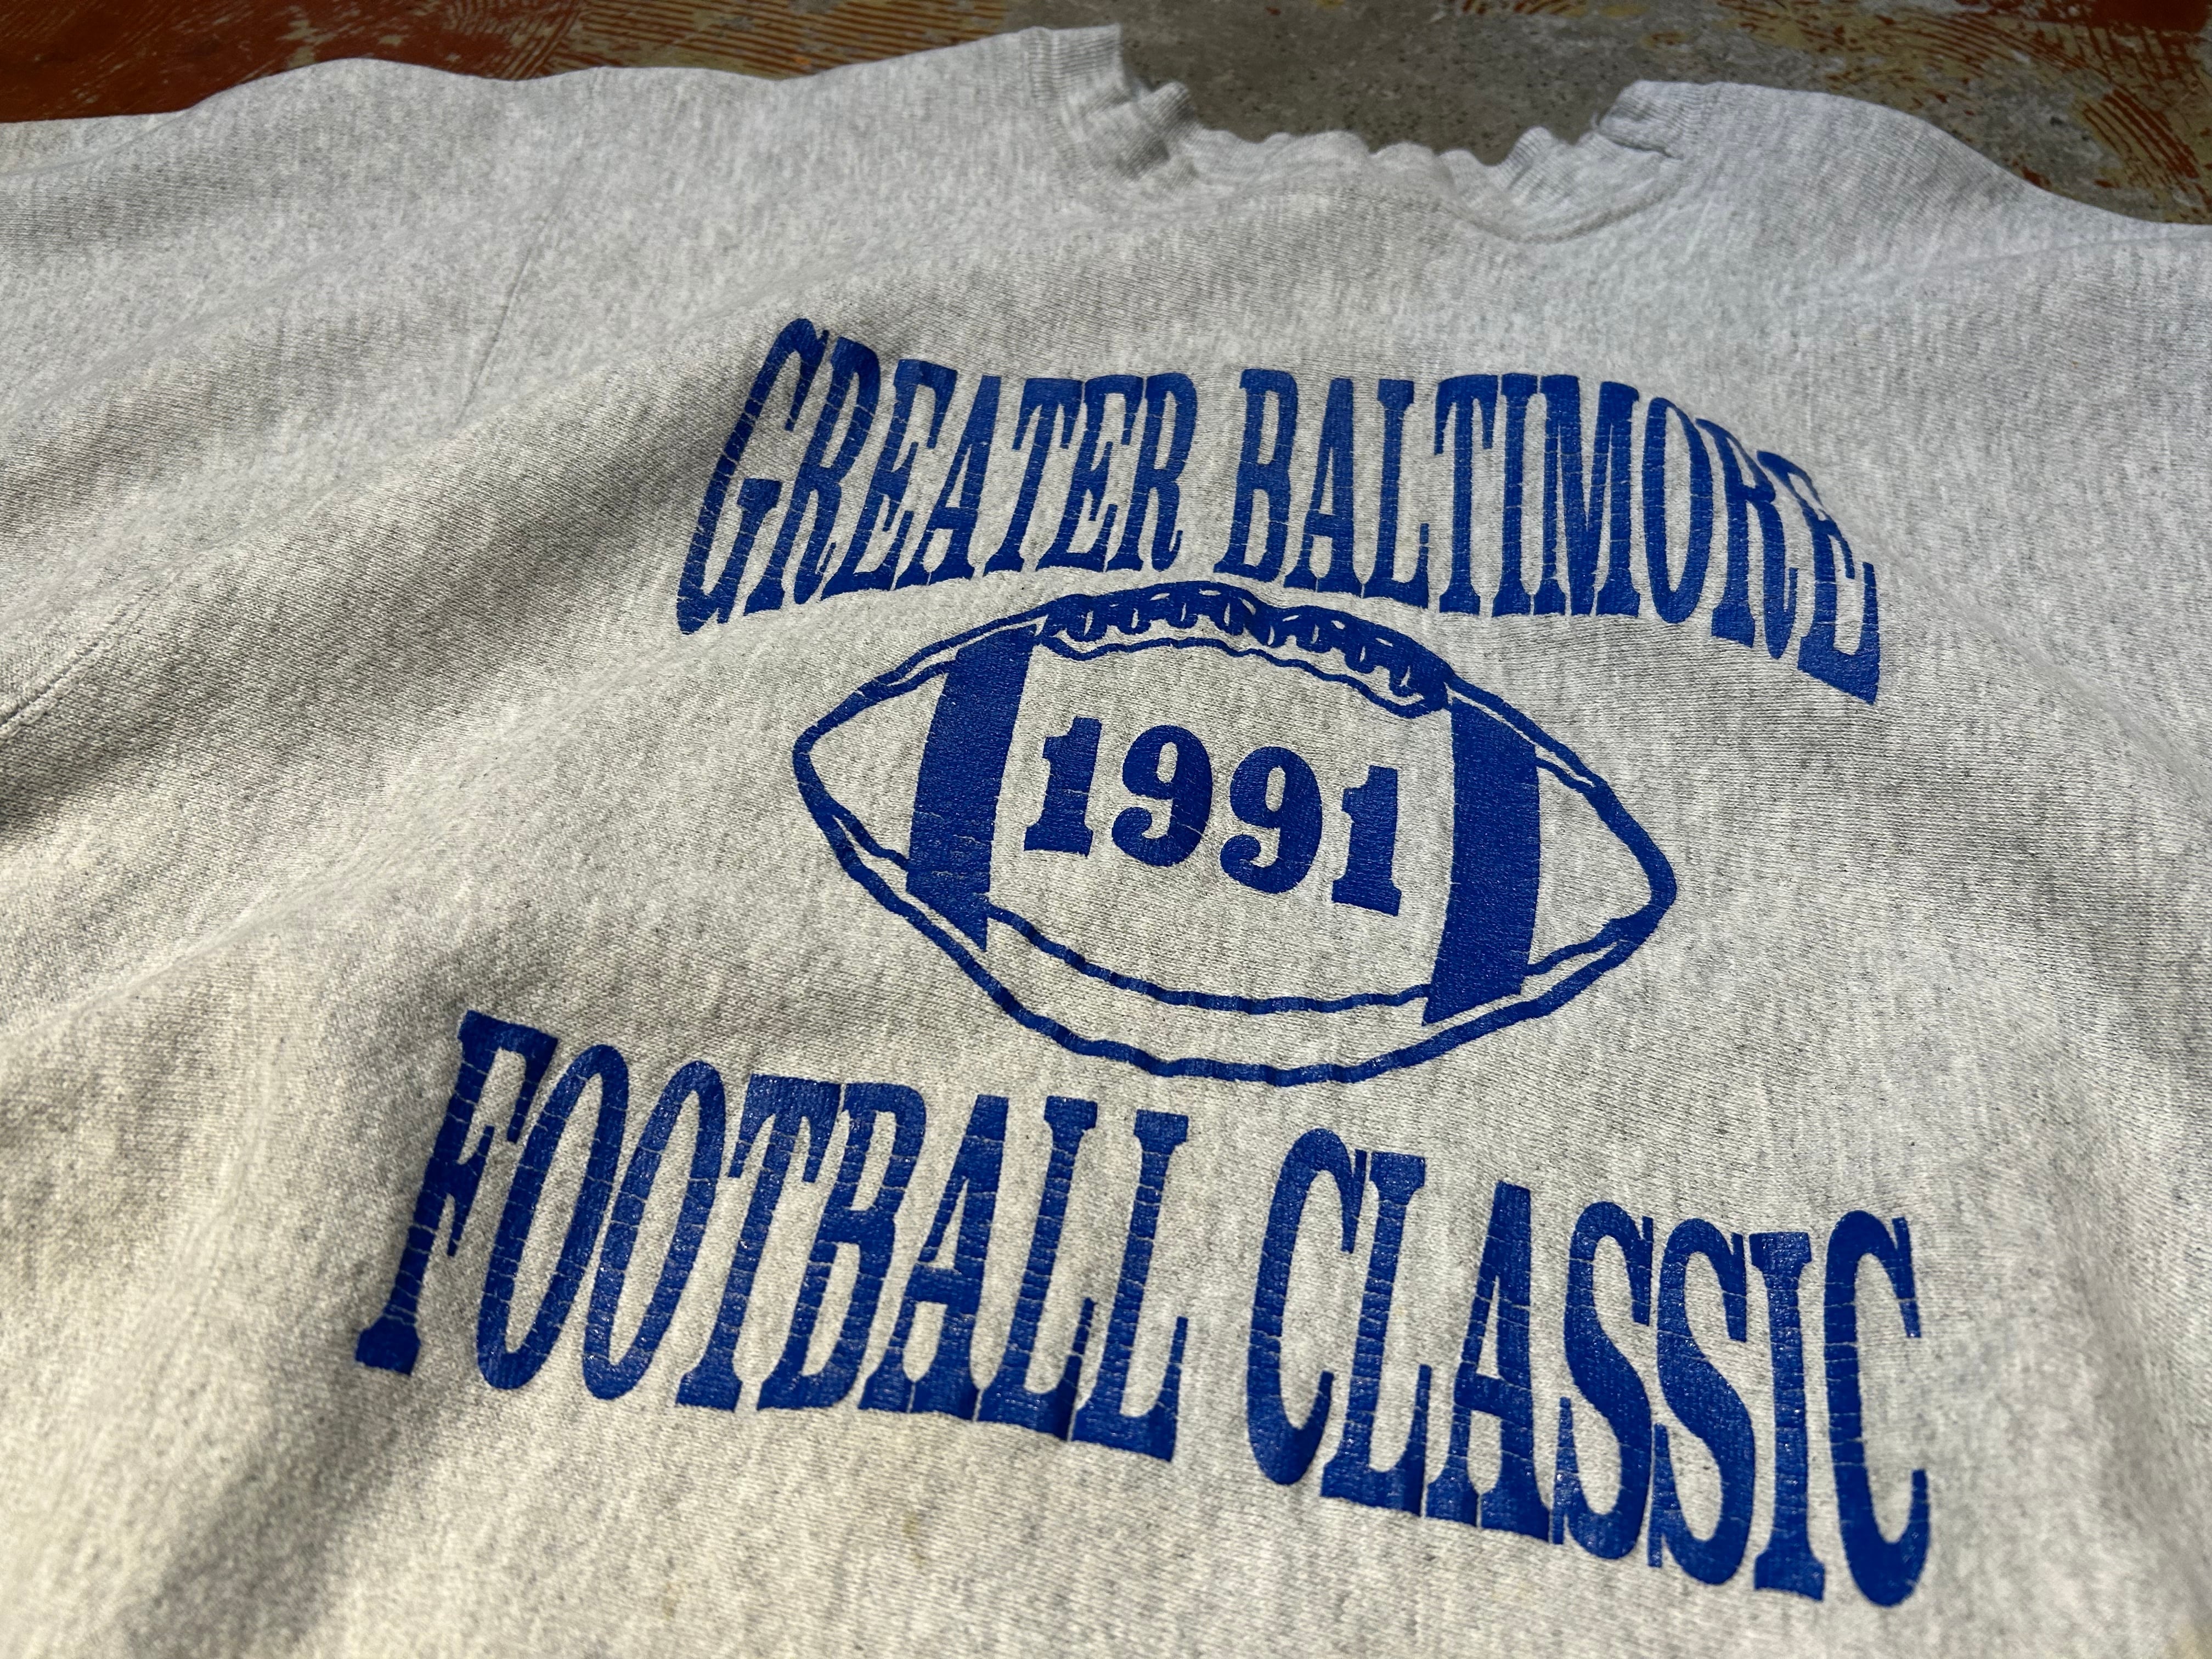 GREATER BALTIMORE
1991
FOOTBALL CLASSIC